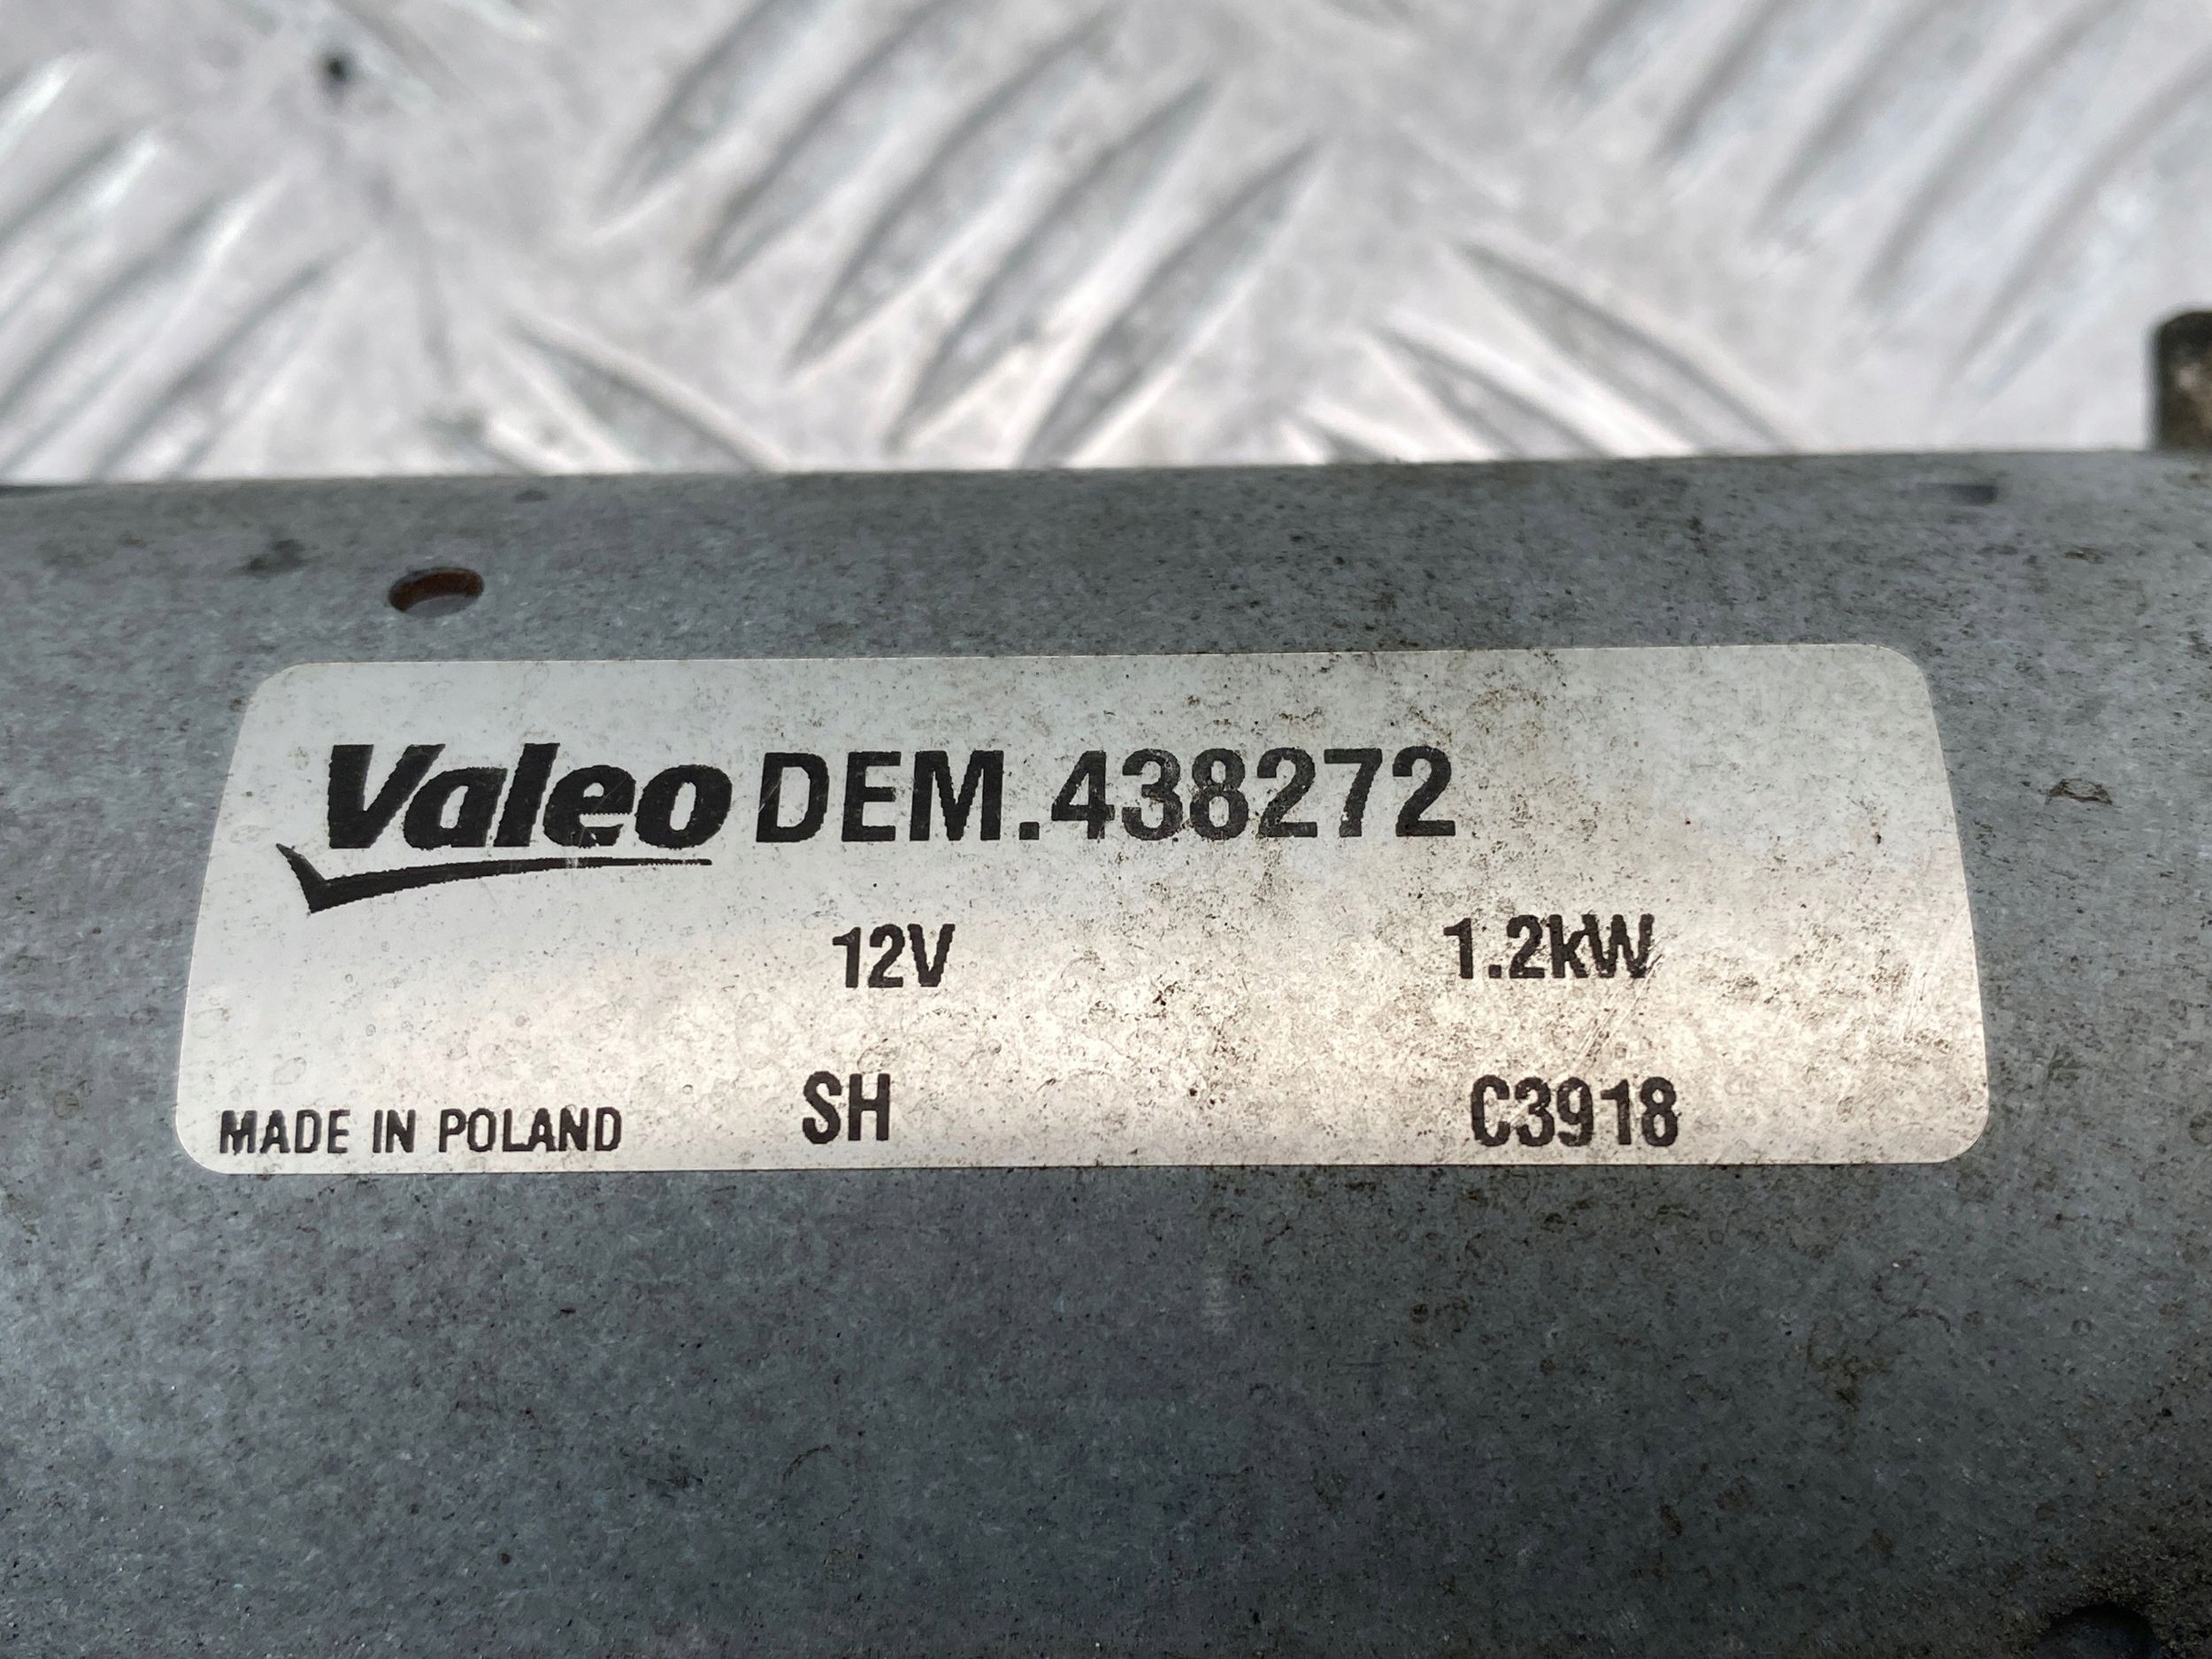 Valeo DEM.438272
12V 1.2kW
MADE IN POLAND SH C3918